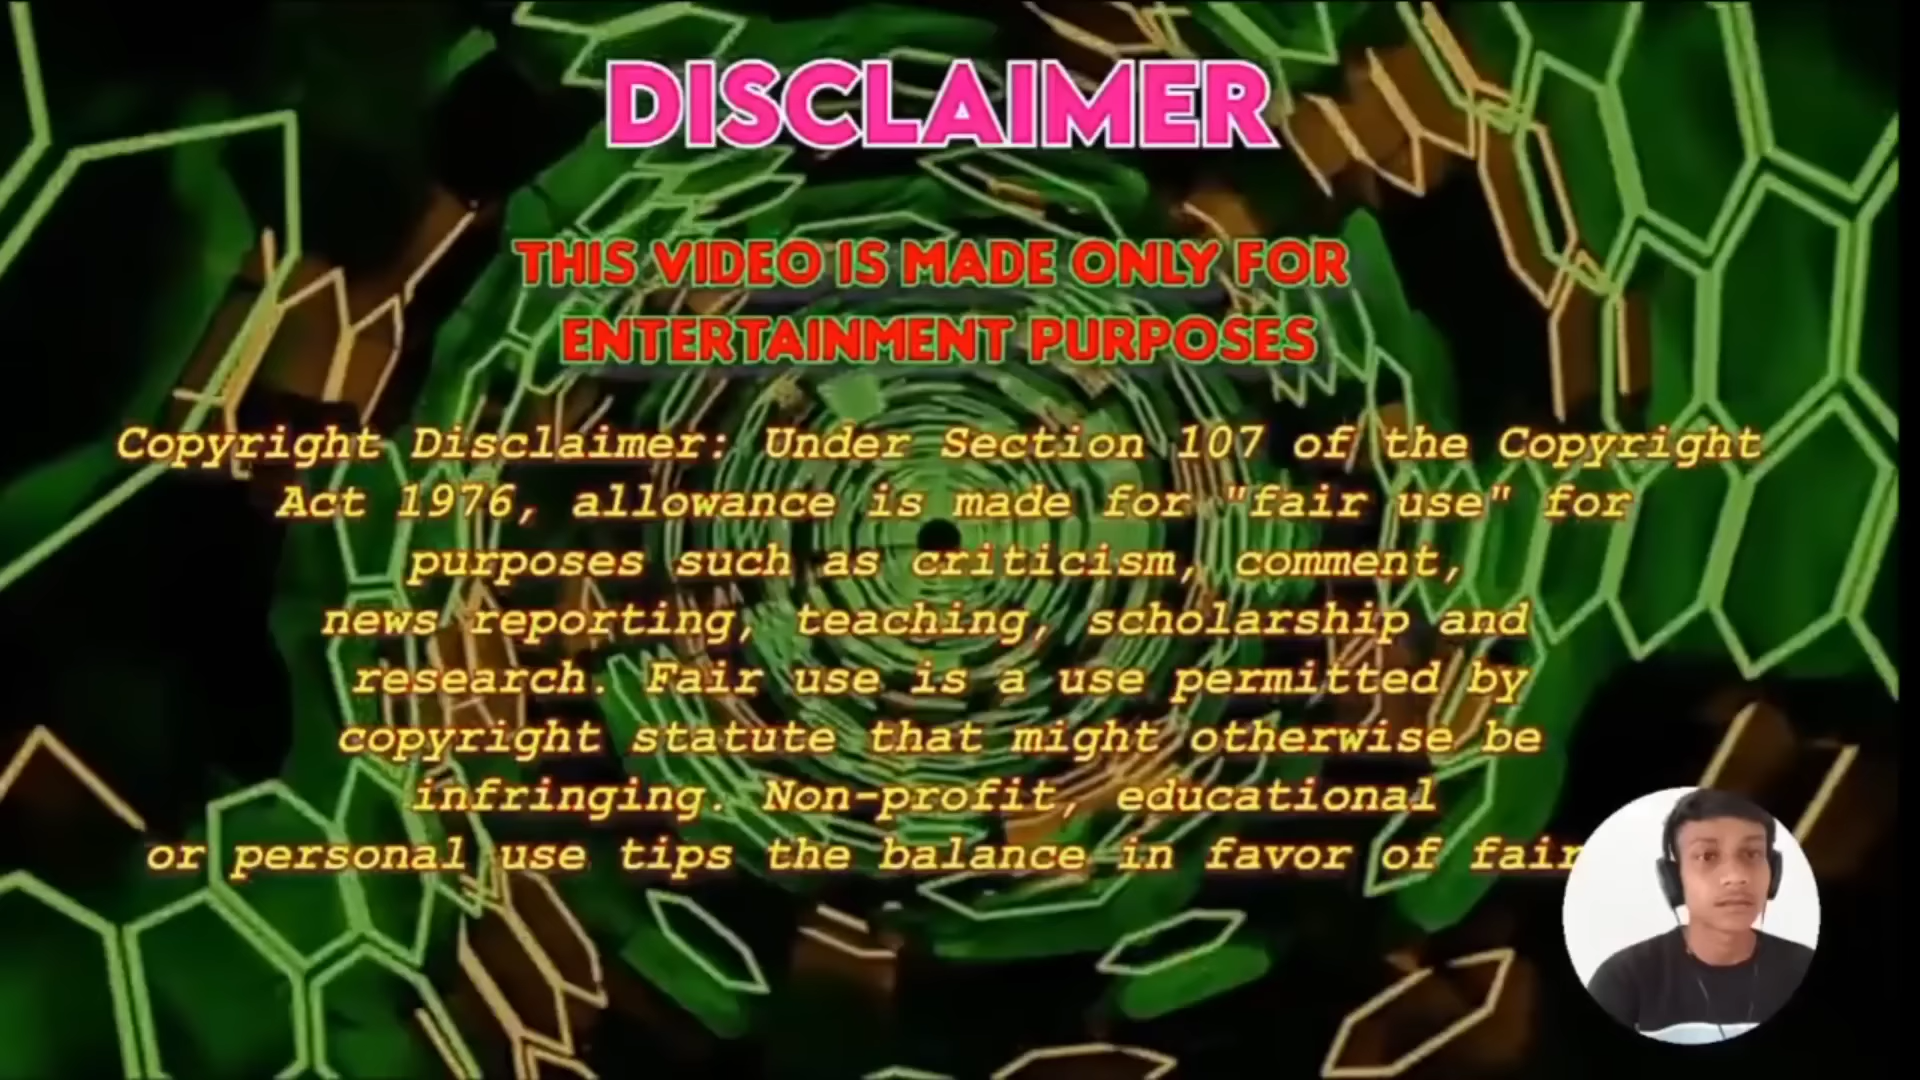 DISCLAIMER
THIS VIDEO IS MADE ONLY FOR
ENTERTAINMENT PURPOSES
Copyright Disclaimer: Under Section 107 of the Copyright
Act 1976, allowance is made for "fair use" for
purposes such as criticism, comment,
news reporting, teaching, scholarship and
research. Fair use is a use permitted by
copyright statute that might otherwise be
infringing. Non-profit, educational
or personal use tips the balance in favor of fair